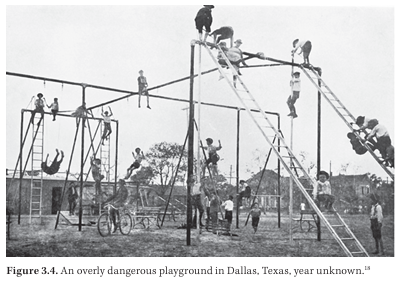 Figure 3.4. An overly dangerous playground in Dallas, Texas, year unknown.¹⁸